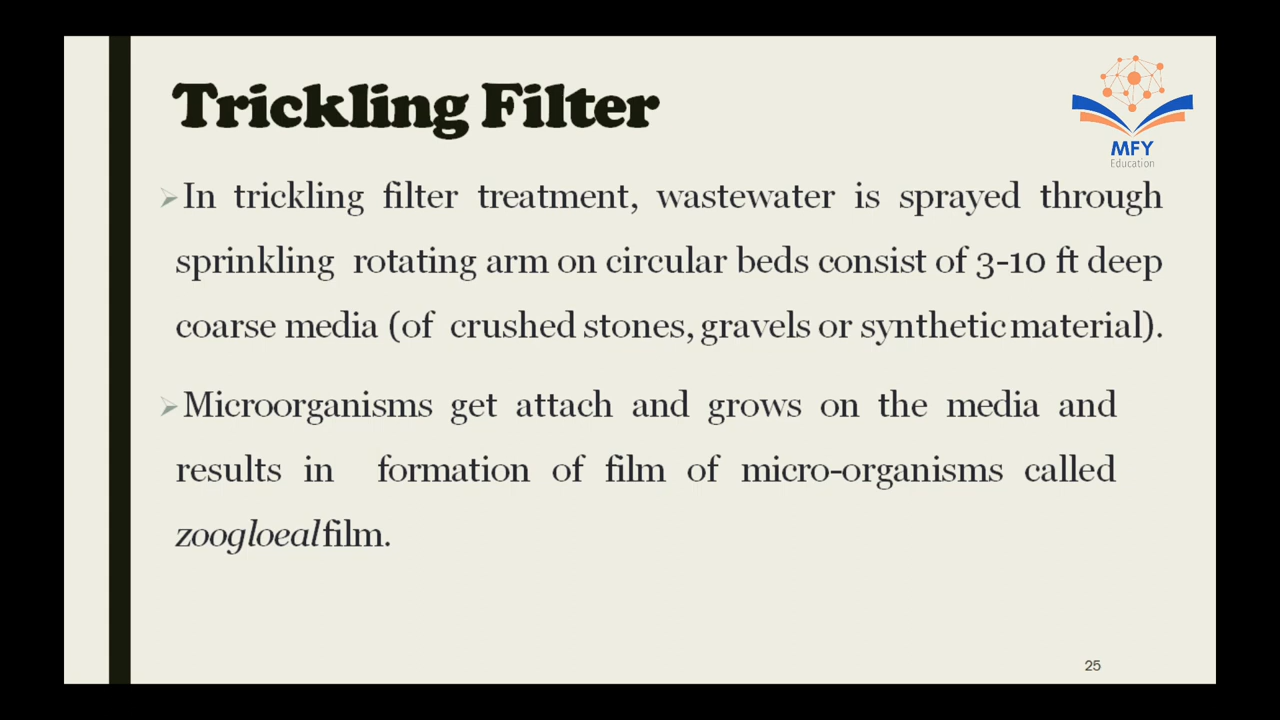 Trickling Filter
MFY
Education
In trickling filter treatment, wastewater is sprayed through
sprinkling rotating arm on circular beds consist of 3-10 ft deep
coarse media (of crushed stones, gravels or synthetic material).
Microorganisms get attach and grows on the media and
results in formation of film of micro-organisms called
zoogloeal film.
25